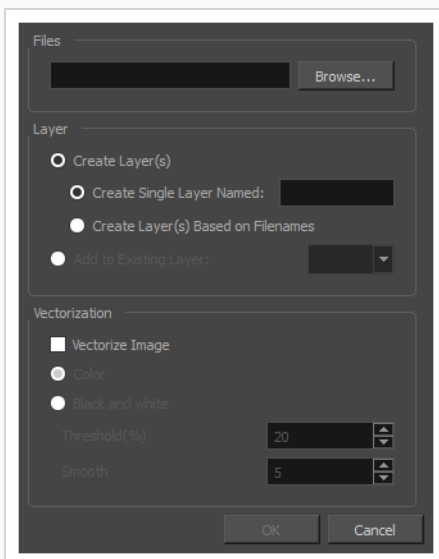 Files
Browse...
Layer
Create Layer(s)
Create Single Layer Named:
Create Layer(s) Based on Filenames
Add to Existing Layer:
Vectorization
Vectorize Image
Color
Black and white
Threshold(%) 20
Smooth 5
OK Cancel